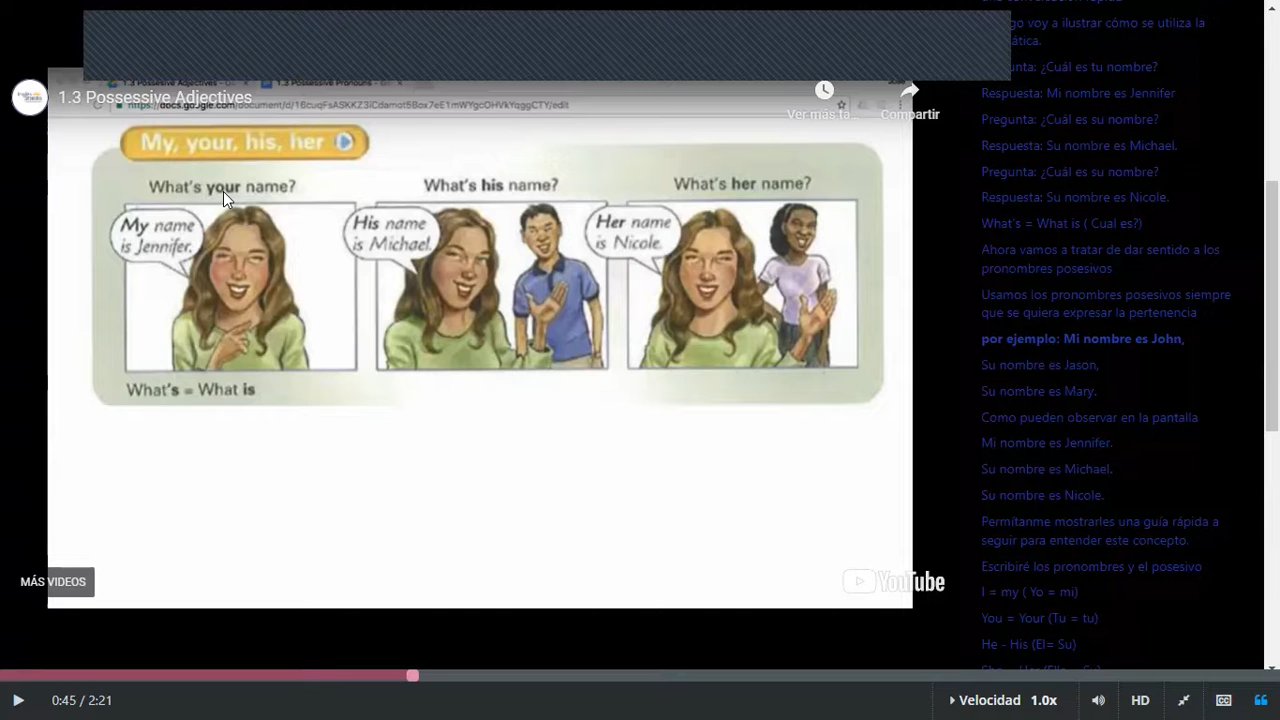 1.3 Possessive Adjectives
Ver más ta...
Compartir
My, your, his, her
What's your name?
My name
is Jennifer.
What's his name?
His name
is Michael.
What's her name?
Her name
is Nicole.
What's = What is
MÁS VIDEOS
YouTube
0:45 / 2:21
Velocidad 1.0x
HD
CC
Respuesta: Mi nombre es Jennifer
Pregunta: ¿Cuál es su nombre?
Respuesta: Su nombre es Michael.
Pregunta: ¿Cuál es su nombre?
Respuesta: Su nombre es Nicole.
What's = What is ( Cual es?)
Ahora vamos a tratar de dar sentido a los
pronombres posesivos
Usamos los pronombres posesivos siempre
que se quiera expresar la pertenencia
por ejemplo: Mi nombre es John,
Su nombre es Jason,
Su nombre es Mary.
Como pueden observar en la pantalla
Mi nombre es Jennifer.
Su nombre es Michael.
Su nombre es Nicole.
Permítanme mostrarles una guía rápida a
seguir para entender este concepto.
Escribiré los pronombres y el posesivo
I = my ( Yo = mi)
You = Your (Tu = tu)
He - His (El= Su)